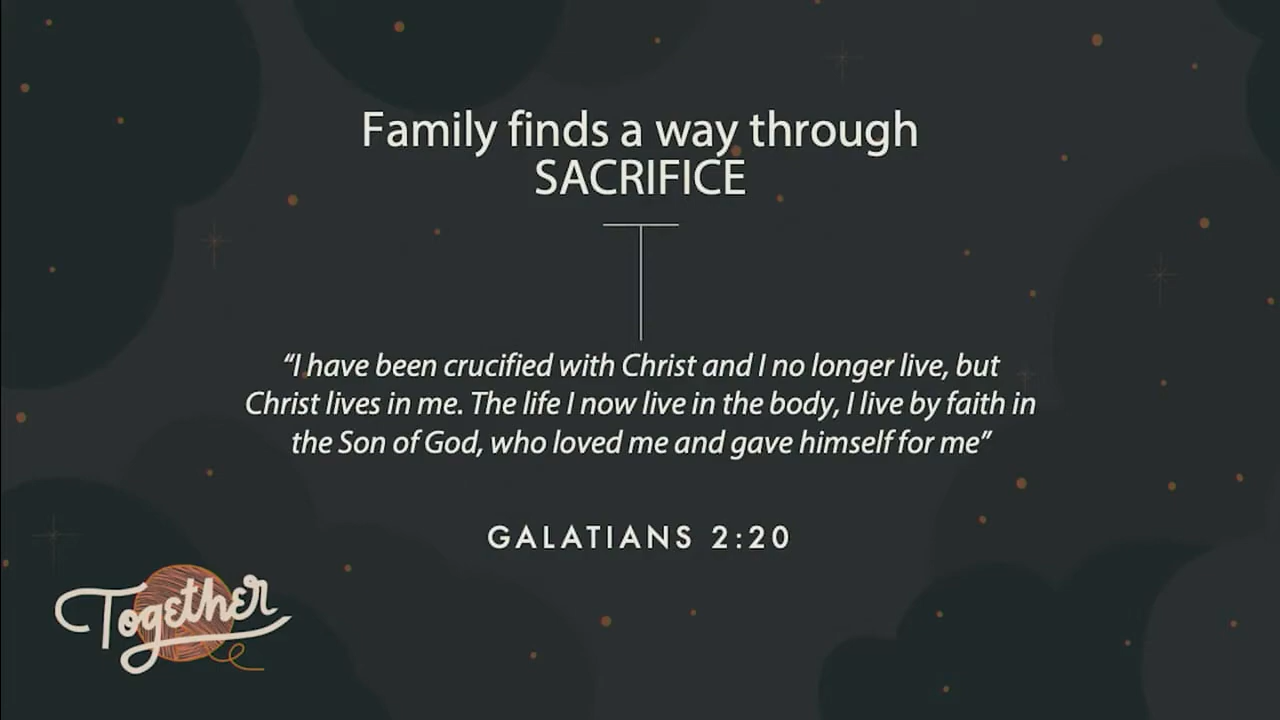 Family finds a way through
SACRIFICE
“I have been crucified with Christ and I no longer live, but
Christ lives in me. The life I now live in the body, I live by faith in
the Son of God, who loved me and gave himself for me”
GALATIANS 2:20
Together